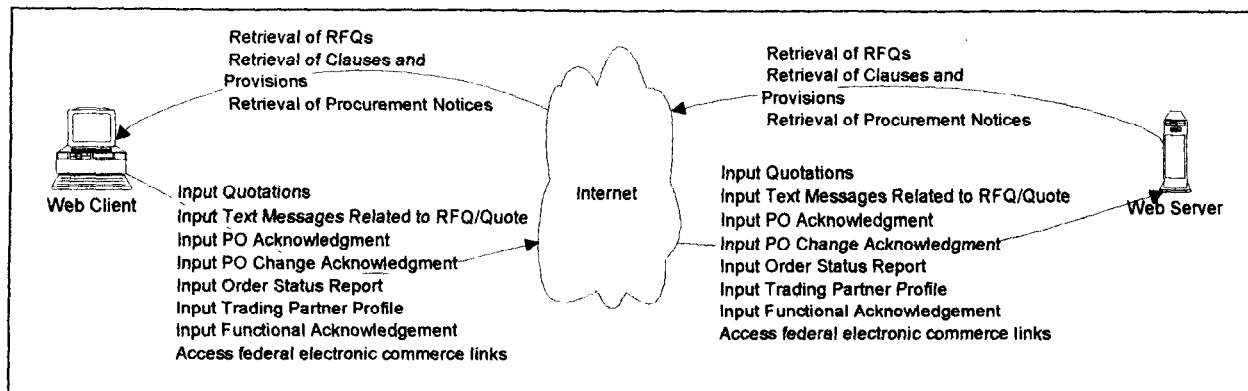 Retrieval of RFQs
Retrieval of Clauses and
Provisions
Retrieval of Procurement Notices
Web Client
Input Quotations
Input Text Messages Related to RFQ/Quote
Input PO Acknowledgment
Input PO Change Acknowledgment
Input Order Status Report
Input Trading Partner Profile
Input Functional Acknowledgement
Access federal electronic commerce links
Internet
Retrieval of RFQs
Retrieval of Clauses and
Provisions
Retrieval of Procurement Notices
Input Quotations
Input Text Messages Related to RFQ/Quote
Input PO Acknowledgment
Input PO Change Acknowledgment
Input Order Status Report
Input Trading Partner Profile
Input Functional Acknowledgement
Access federal electronic commerce links
Web Server